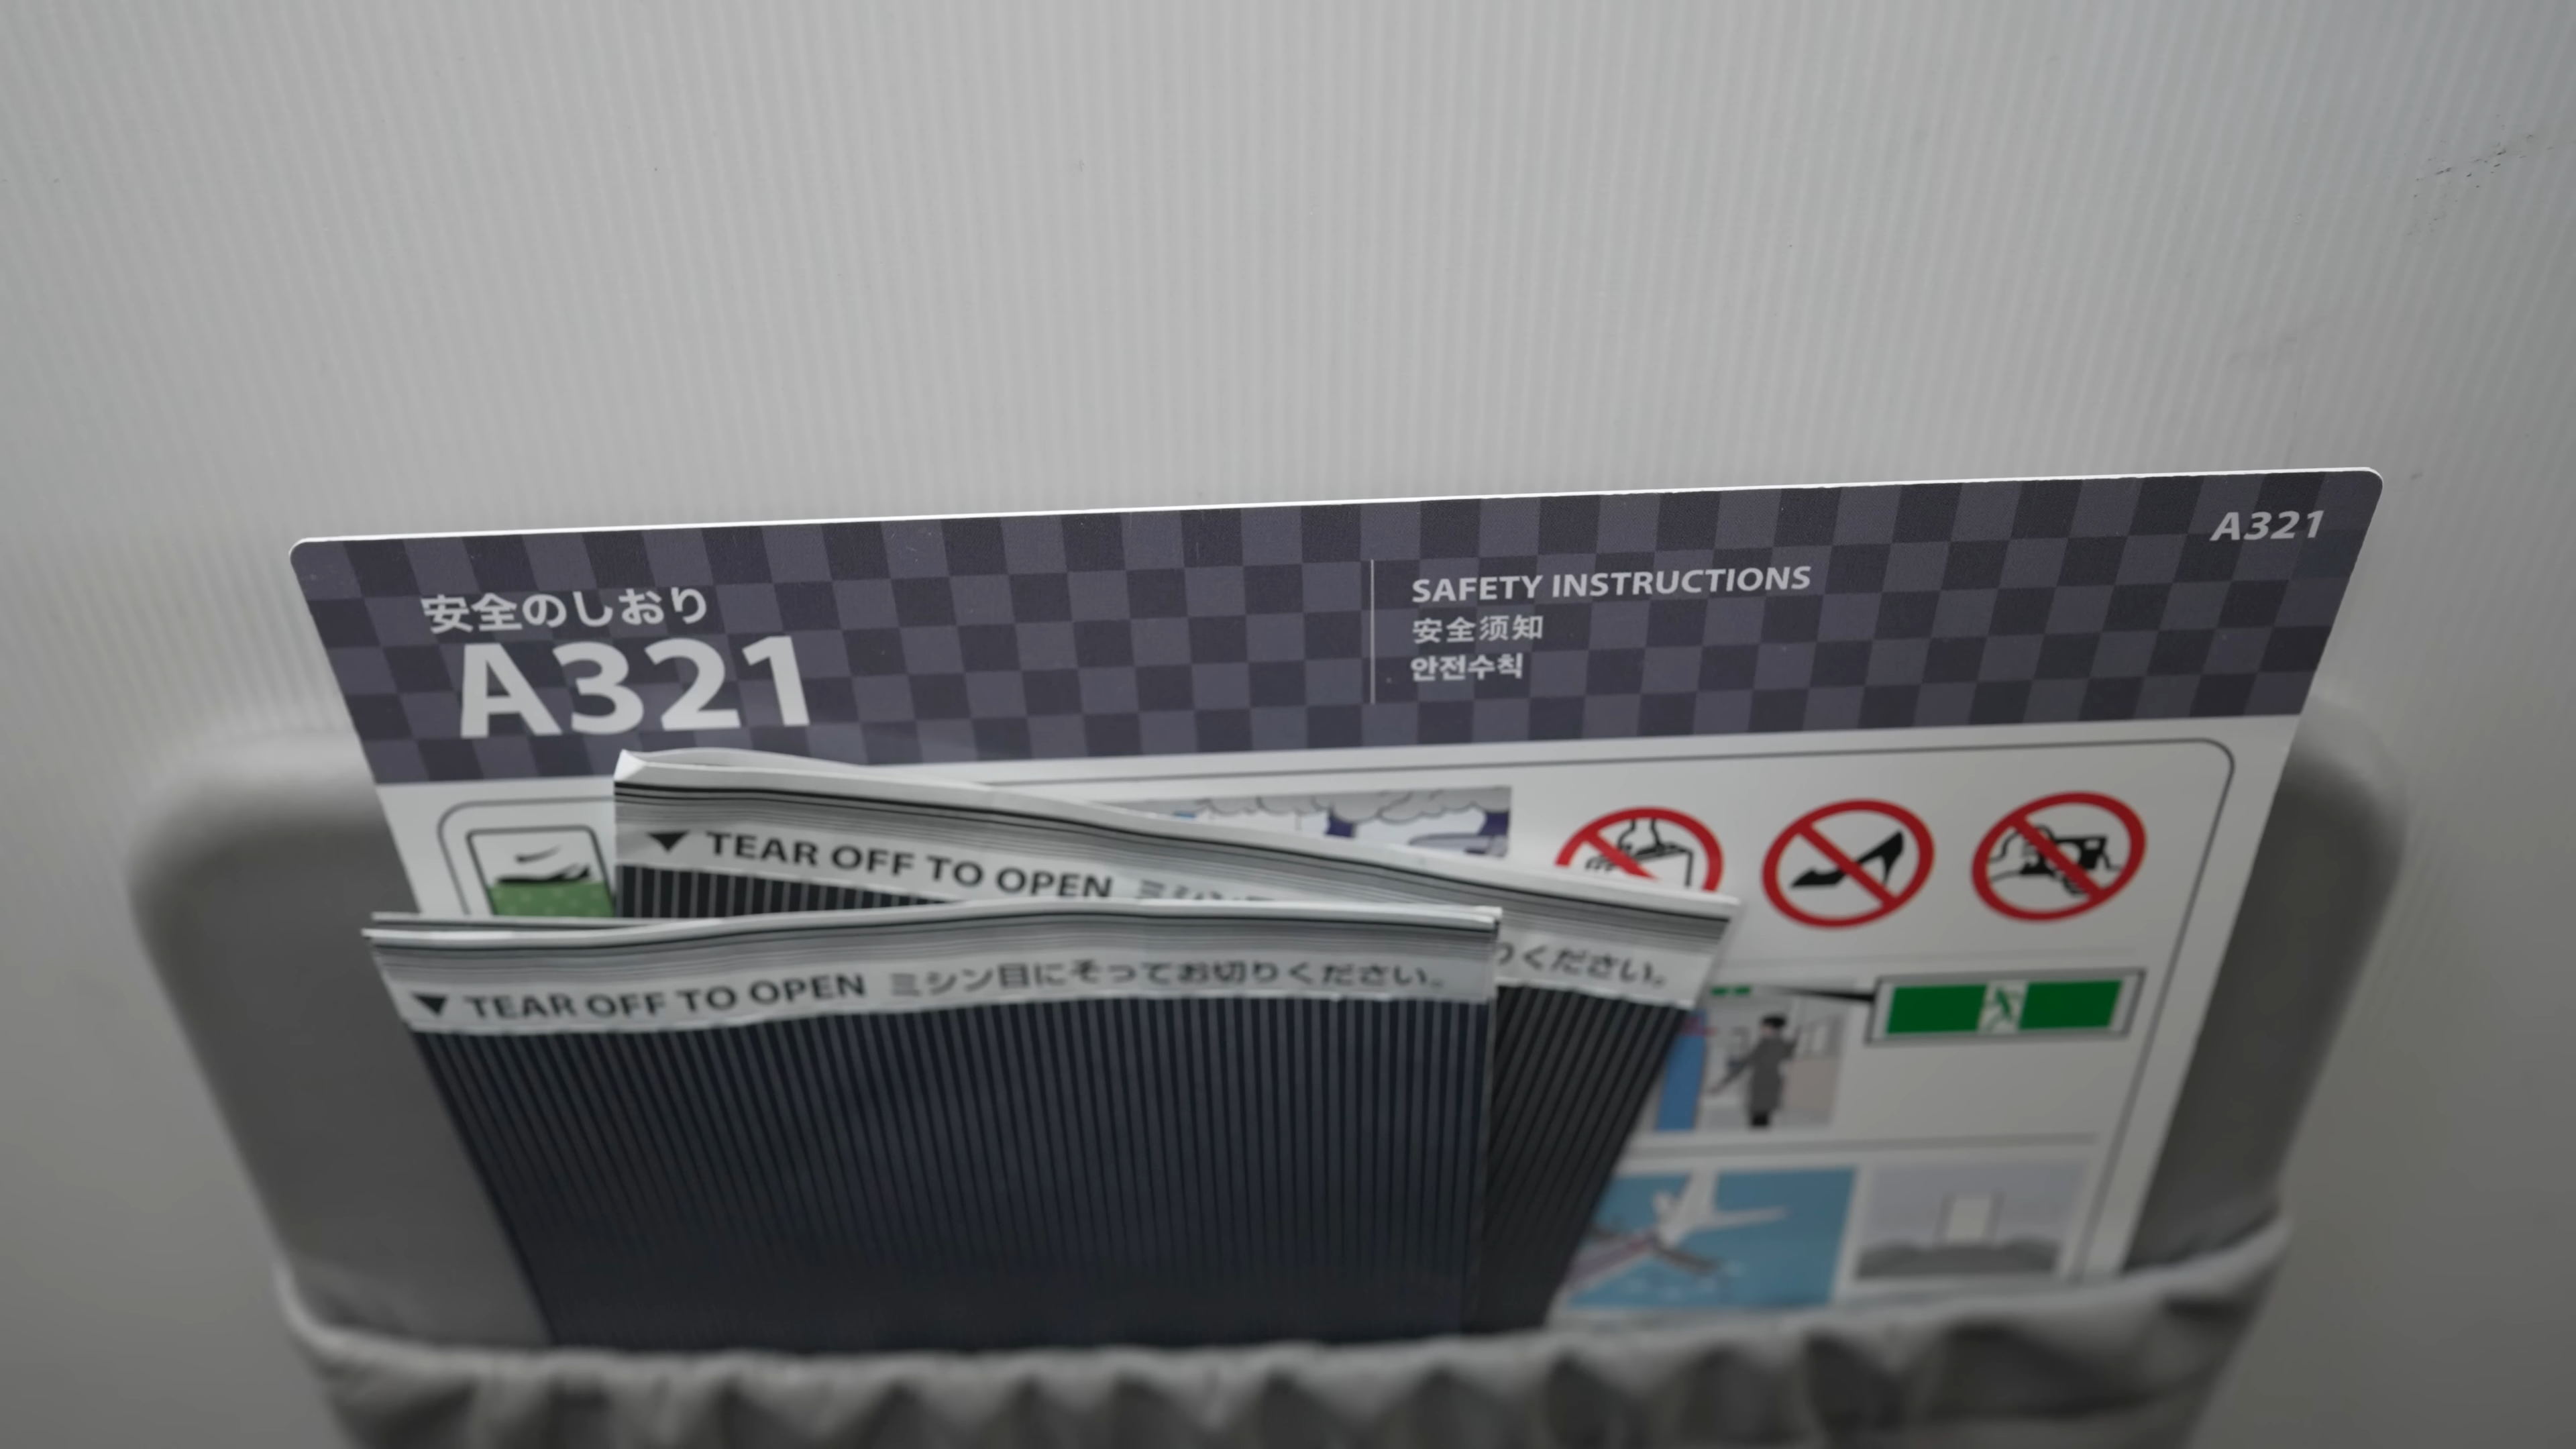 安全のしおり
A321
SAFETY INSTRUCTIONS
安全须知
안전수칙
A321
TEAR OFF TO OPEN
りください。
TEAR OFF TO OPEN ミシン目にそってお切りください。